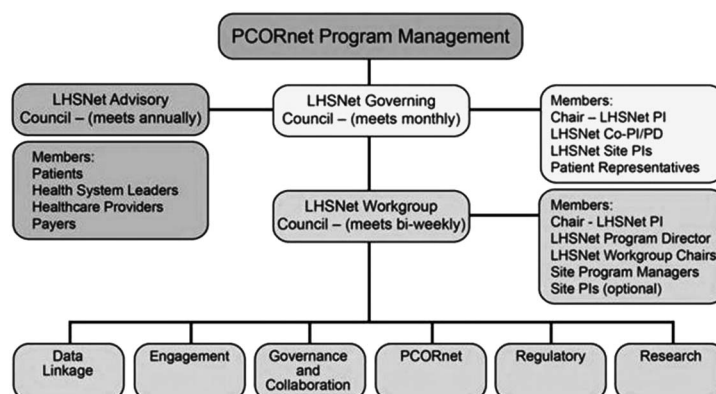 PCORnet Program Management
LHSNet Advisory
Council – (meets annually)
LHSNet Governing
Council – (meets monthly)
Members:
Chair – LHSNet PI
LHSNet Co-PI/PD
LHSNet Site PIs
Patient Representatives
Members:
Patients
Health System Leaders
Healthcare Providers
Payers
LHSNet Workgroup
Council – (meets bi-weekly)
Members:
Chair - LHSNet PI
LHSNet Program Director
LHSNet Workgroup Chairs
Site Program Managers
Site PIs (optional)
Data
Linkage
Engagement
Governance
and
Collaboration
PCORnet
Regulatory
Research